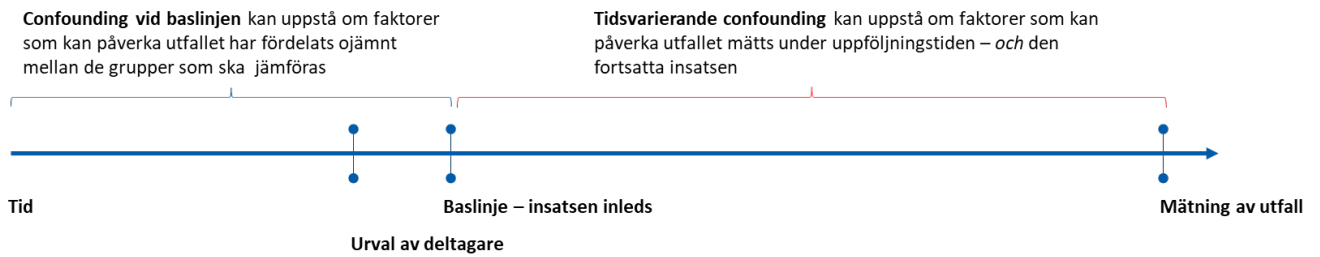 Confounding vid baslinjen kan uppstå om faktorer
som kan påverka utfallet har fördelats ojämnt
mellan de grupper som ska jämföras
Tidsvarierande confounding kan uppstå om faktorer som kan
påverka utfallet mätts under uppföljningstiden – och den
fortsatta insatsen
Tid
Baslinje – insatsen inleds
Mätning av utfall
Urval av deltagare